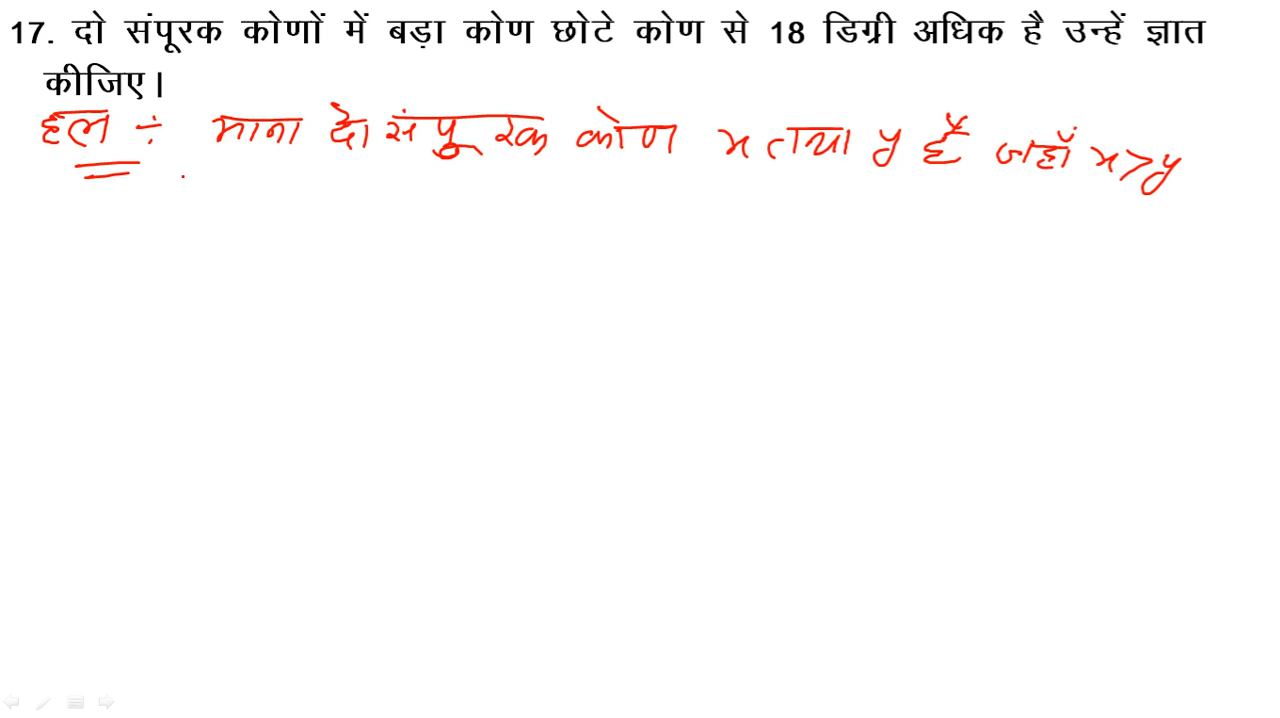 17. दो संपूरक कोणों में बड़ा कोण छोटे कोण से 18 डिग्री अधिक है उन्हें ज्ञात
कीजिए।
हल ÷ माना दो संपूरक कोण x तथा y हैं जहाँ x > y